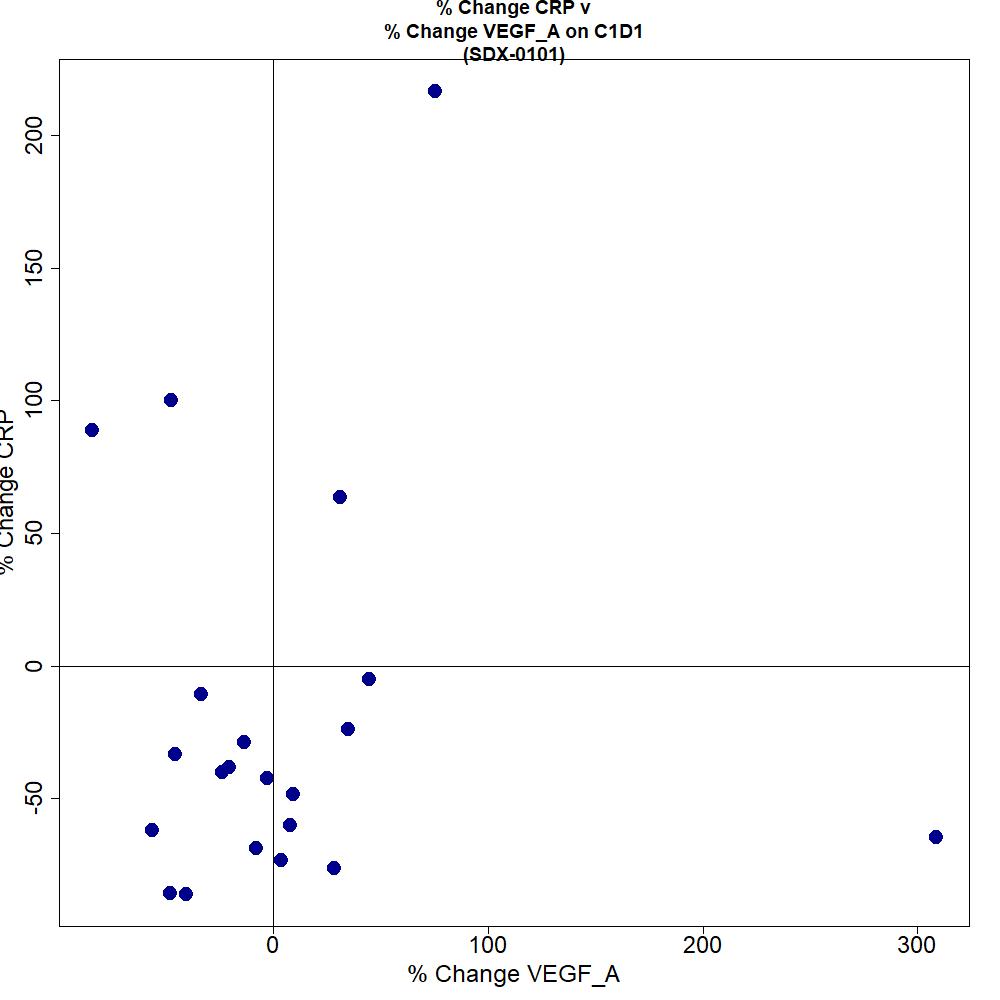 % Change CRP v
% Change VEGF_A on C1D1
(SDX-0101)
% Change CRP
200
150
100
50
0
-50
0 100 200 300
% Change VEGF_A